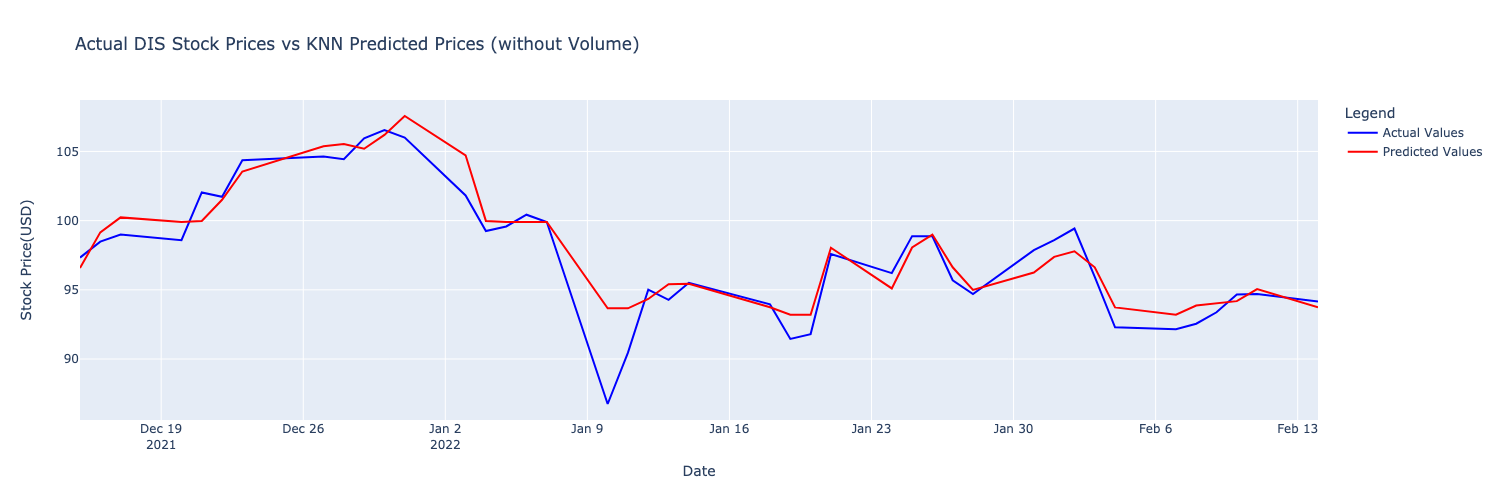 Actual DIS Stock Prices vs KNN Predicted Prices (without Volume)
Legend
Actual Values
Predicted Values
Stock Price(USD)
105
100
95
90
Dec 19
2021
Dec 26
Jan 2
2022
Jan 9
Jan 16
Jan 23
Jan 30
Feb 6
Feb 13
Date